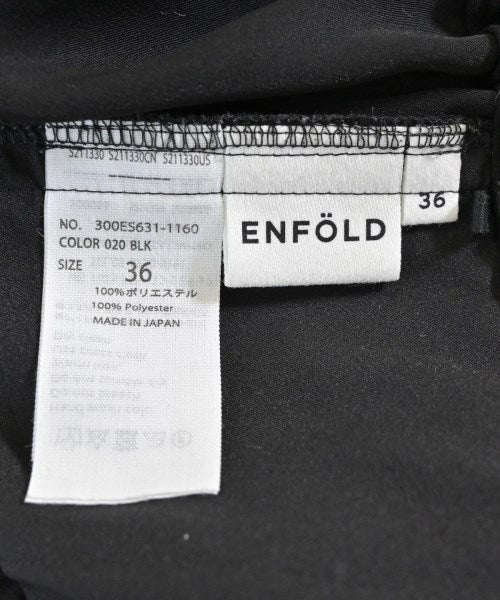 S211330 S211330CN S211330US
NO. 300ES631-1160
COLOR 020 BLK
SIZE 36
100%ポリエステル
100% Polyester
MADE IN JAPAN
ENFÖLD
36